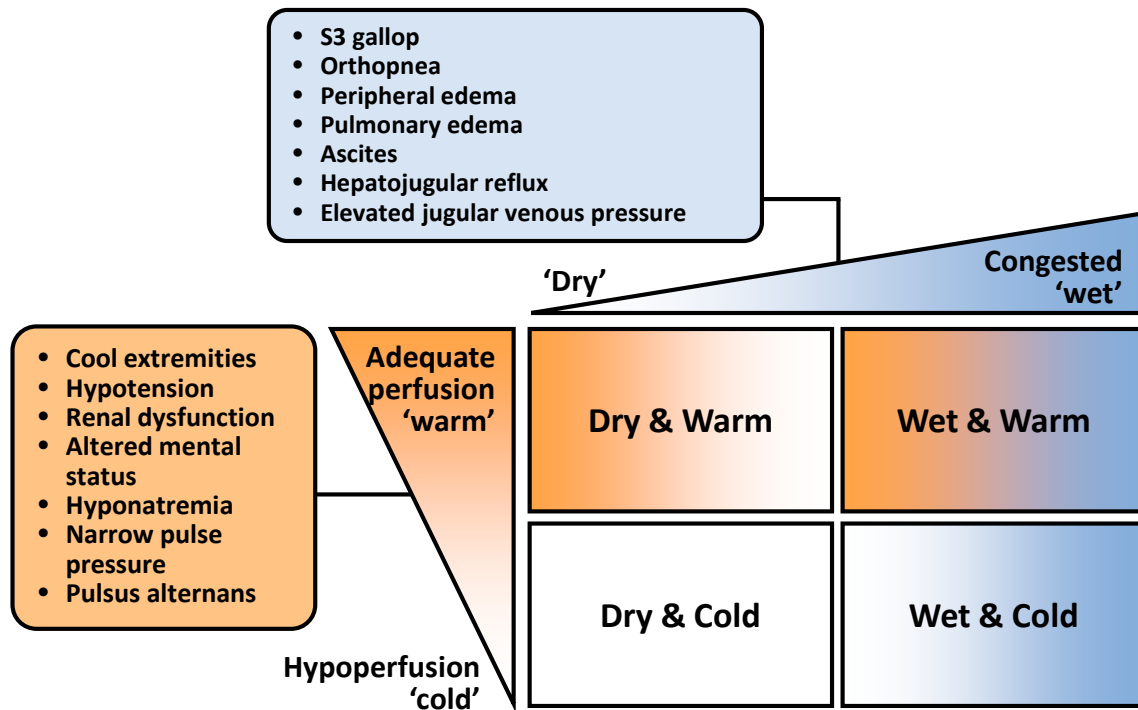 • S3 gallop
• Orthopnea
• Peripheral edema
• Pulmonary edema
• Ascites
• Hepatojugular reflux
• Elevated jugular venous pressure
‘Dry’
Congested
‘wet’
• Cool extremities
• Hypotension
• Renal dysfunction
• Altered mental
status
• Hyponatremia
• Narrow pulse
pressure
• Pulsus alternans
Adequate
perfusion
‘warm’
Hypoperfusion
‘cold’
Dry & Warm
Wet & Warm
Dry & Cold
Wet & Cold